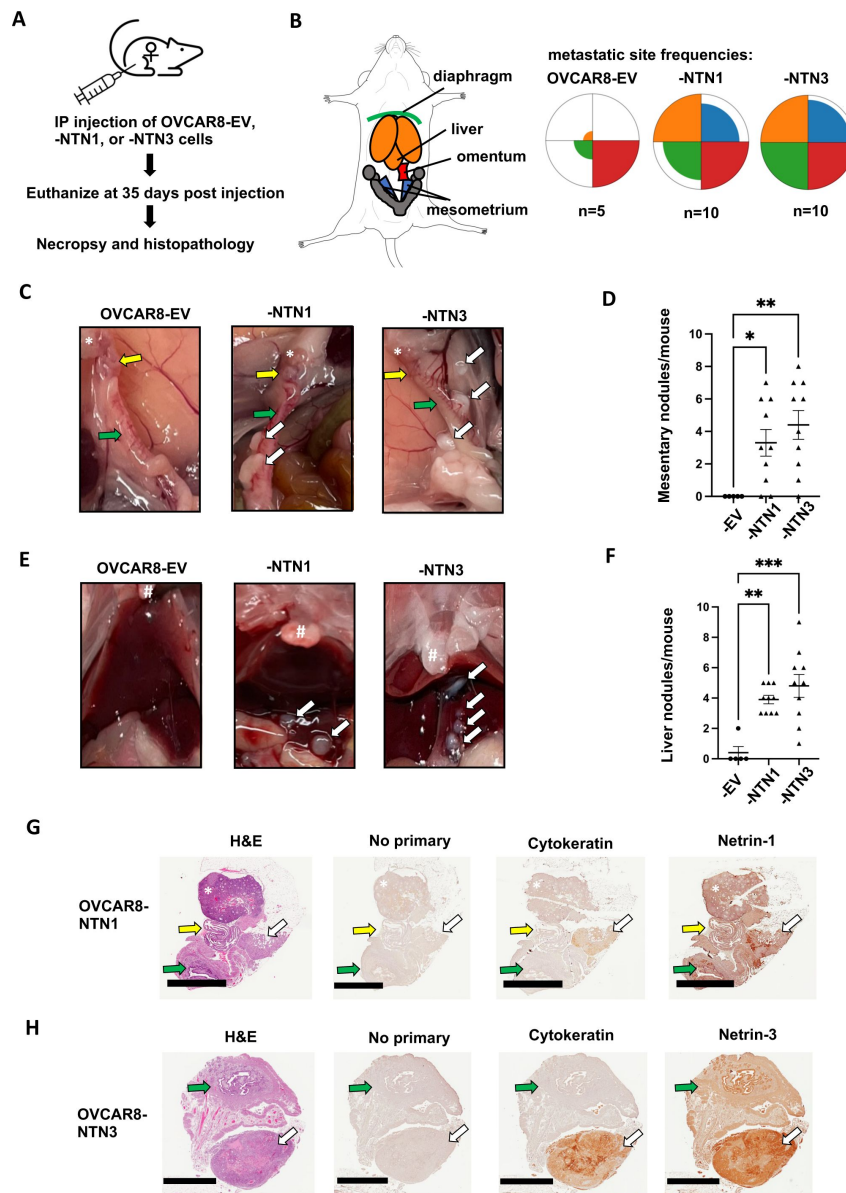 A
IP injection of OVCAR8-EV,
-NTN1, or -NTN3 cells
Euthanize at 35 days post injection
Necropsy and histopathology
B
diaphragm
liver
omentum
mesometrium
metastatic site frequencies:
OVCAR8-EV -NTN1 -NTN3
n=5 n=10 n=10
C
OVCAR8-EV -NTN1 -NTN3
* * *
D
Mesentary nodules/mouse
**
*
10
8
6
4
2
0
-EV -NTN1 -NTN3
E
OVCAR8-EV -NTN1 -NTN3
# # #
F
Liver nodules/mouse
***
**
10
8
6
4
2
0
-EV -NTN1 -NTN3
G
H&E No primary Cytokeratin Netrin-1
OVCAR8-
NTN1
* * * *
H
H&E No primary Cytokeratin Netrin-3
OVCAR8-
NTN3